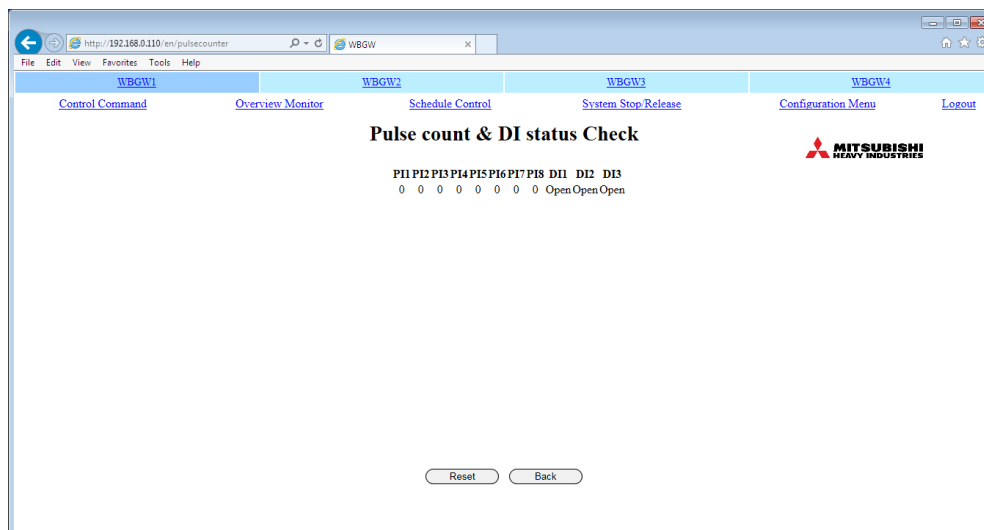 http://192.168.0.110/en/pulsecounter WBGW
File Edit View Favorites Tools Help
WBGW1 WBGW2 WBGW3 WBGW4
Control Command Overview Monitor Schedule Control System Stop/Release Configuration Menu Logout
Pulse count & DI status Check
MITSUBISHI
HEAVY INDUSTRIES
PI1 PI2 PI3 PI4 PI5 PI6 PI7 PI8 DI1 DI2 DI3
0 0 0 0 0 0 0 0 Open Open Open
Reset Back